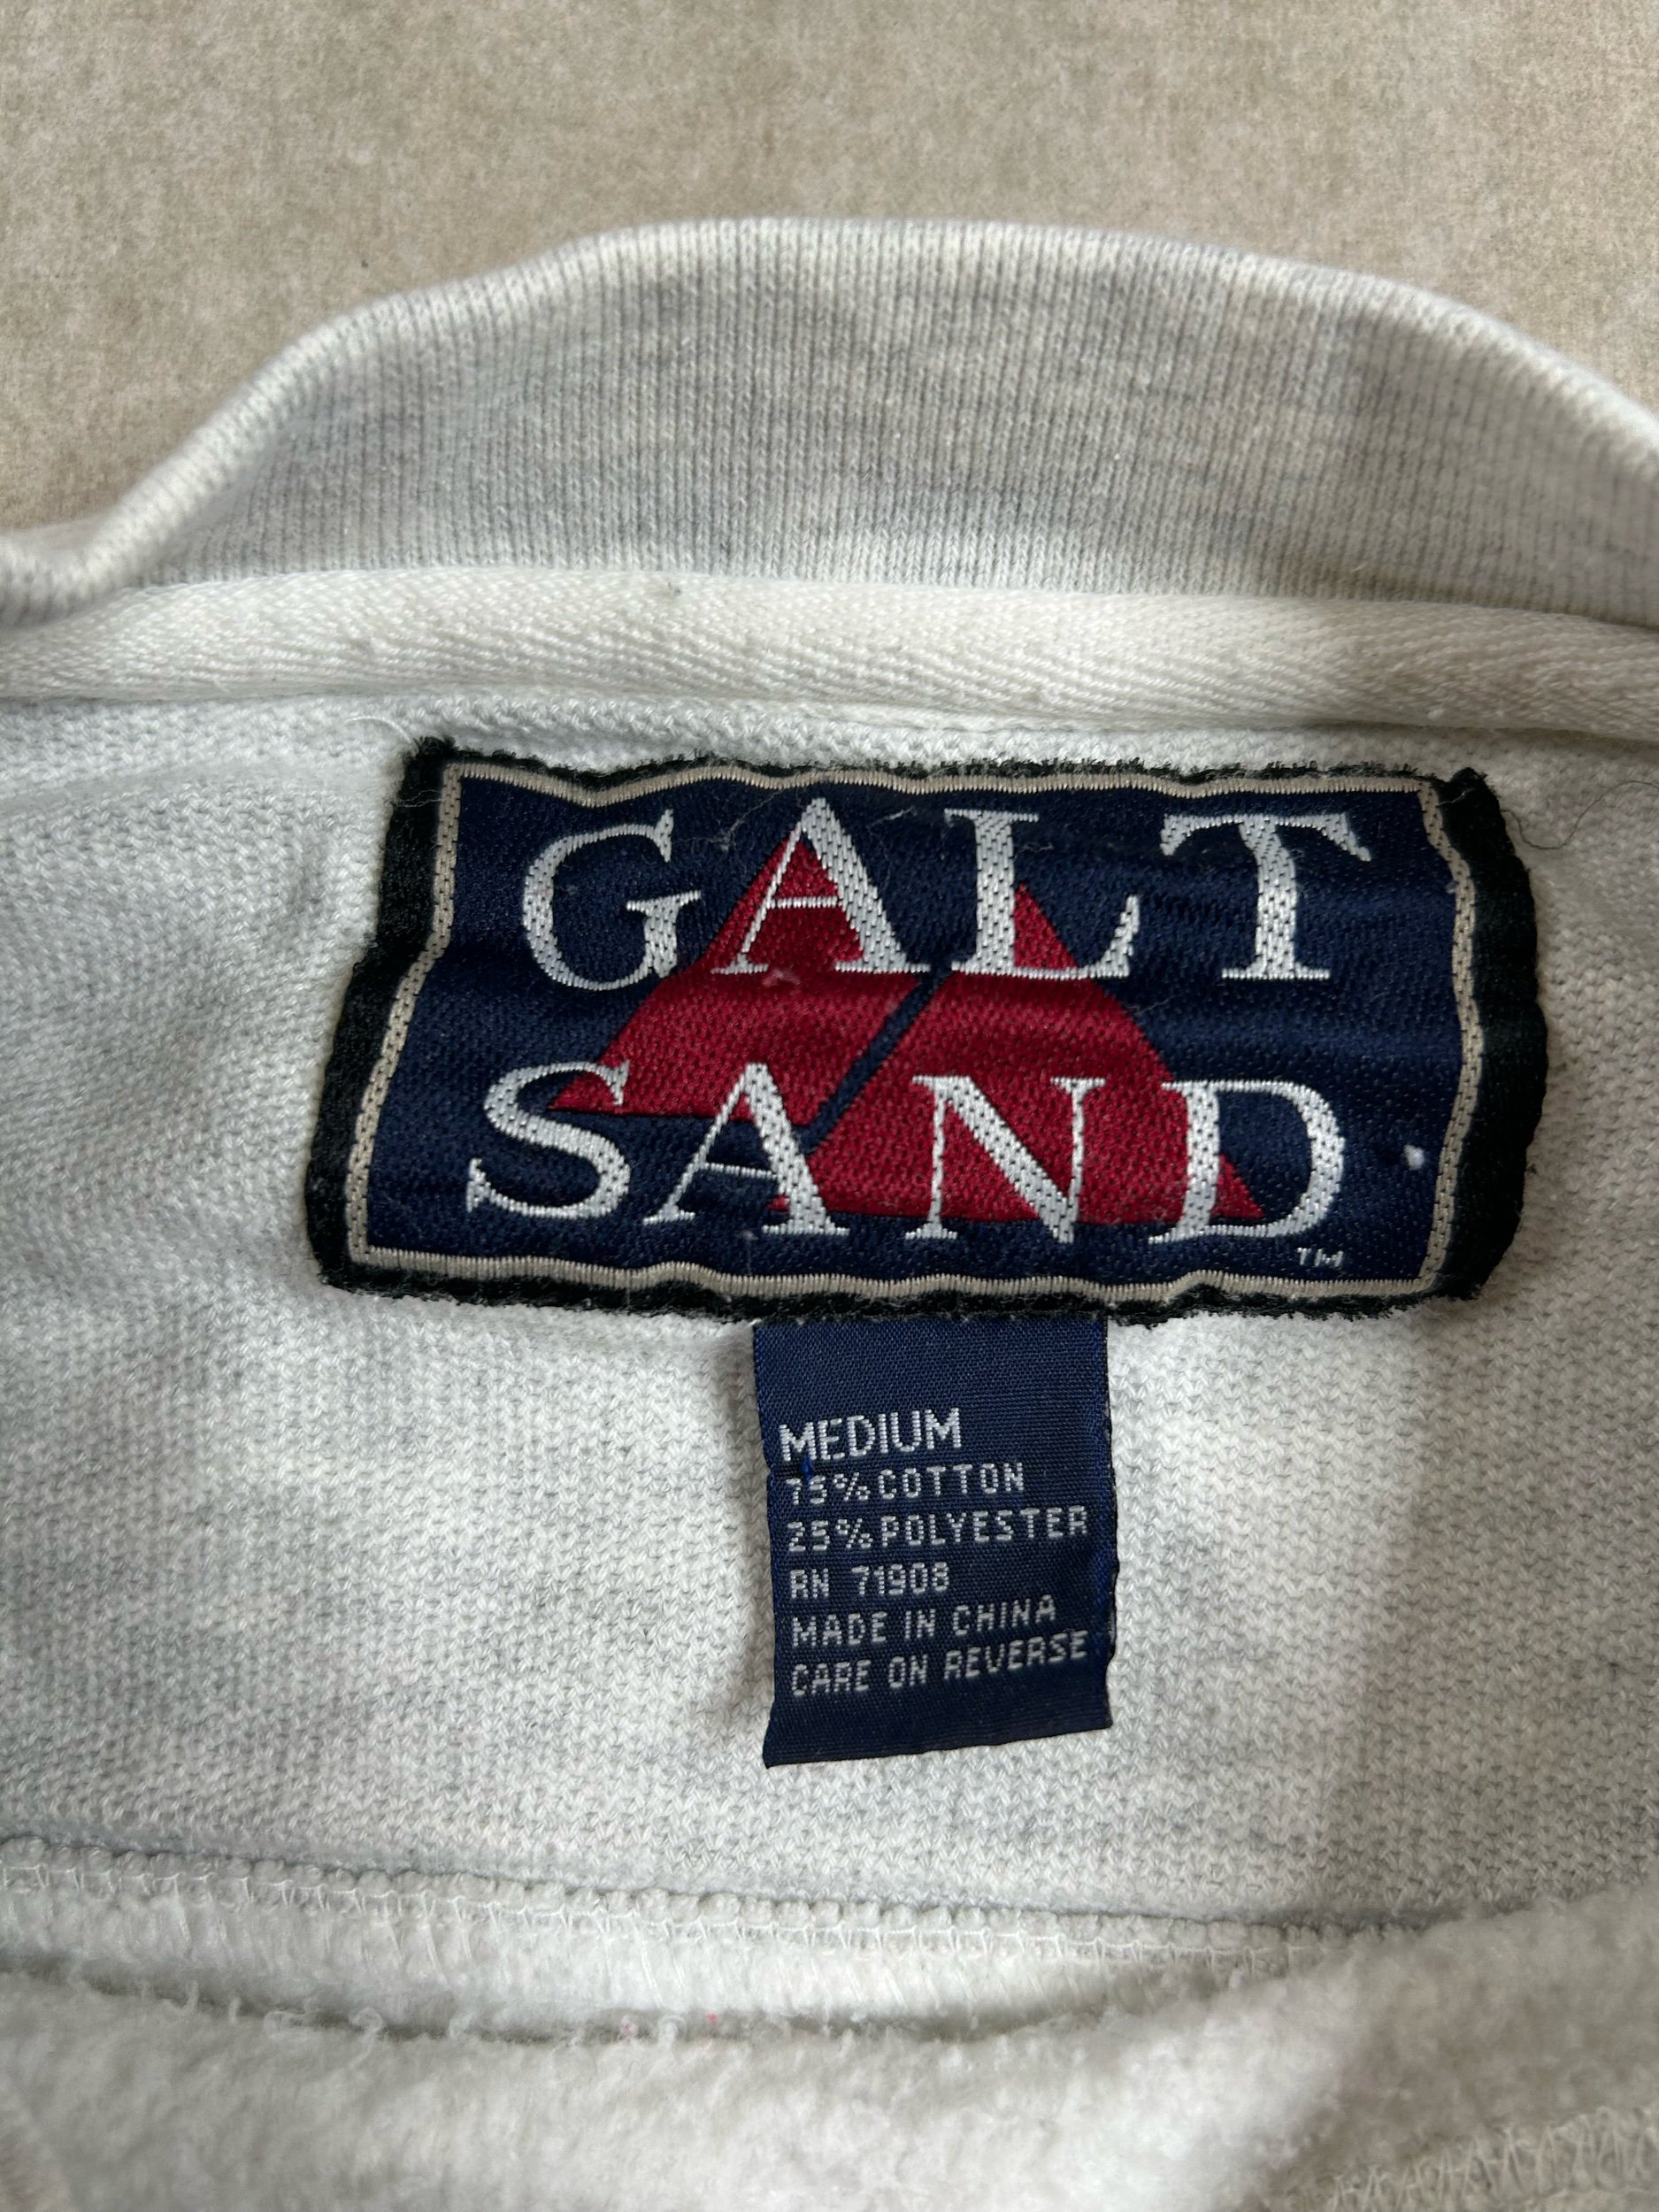 GALT
SAND
TM
MEDIUM
75% COTTON
25% POLYESTER
RN 71908
MADE IN CHINA
CARE ON REVERSE